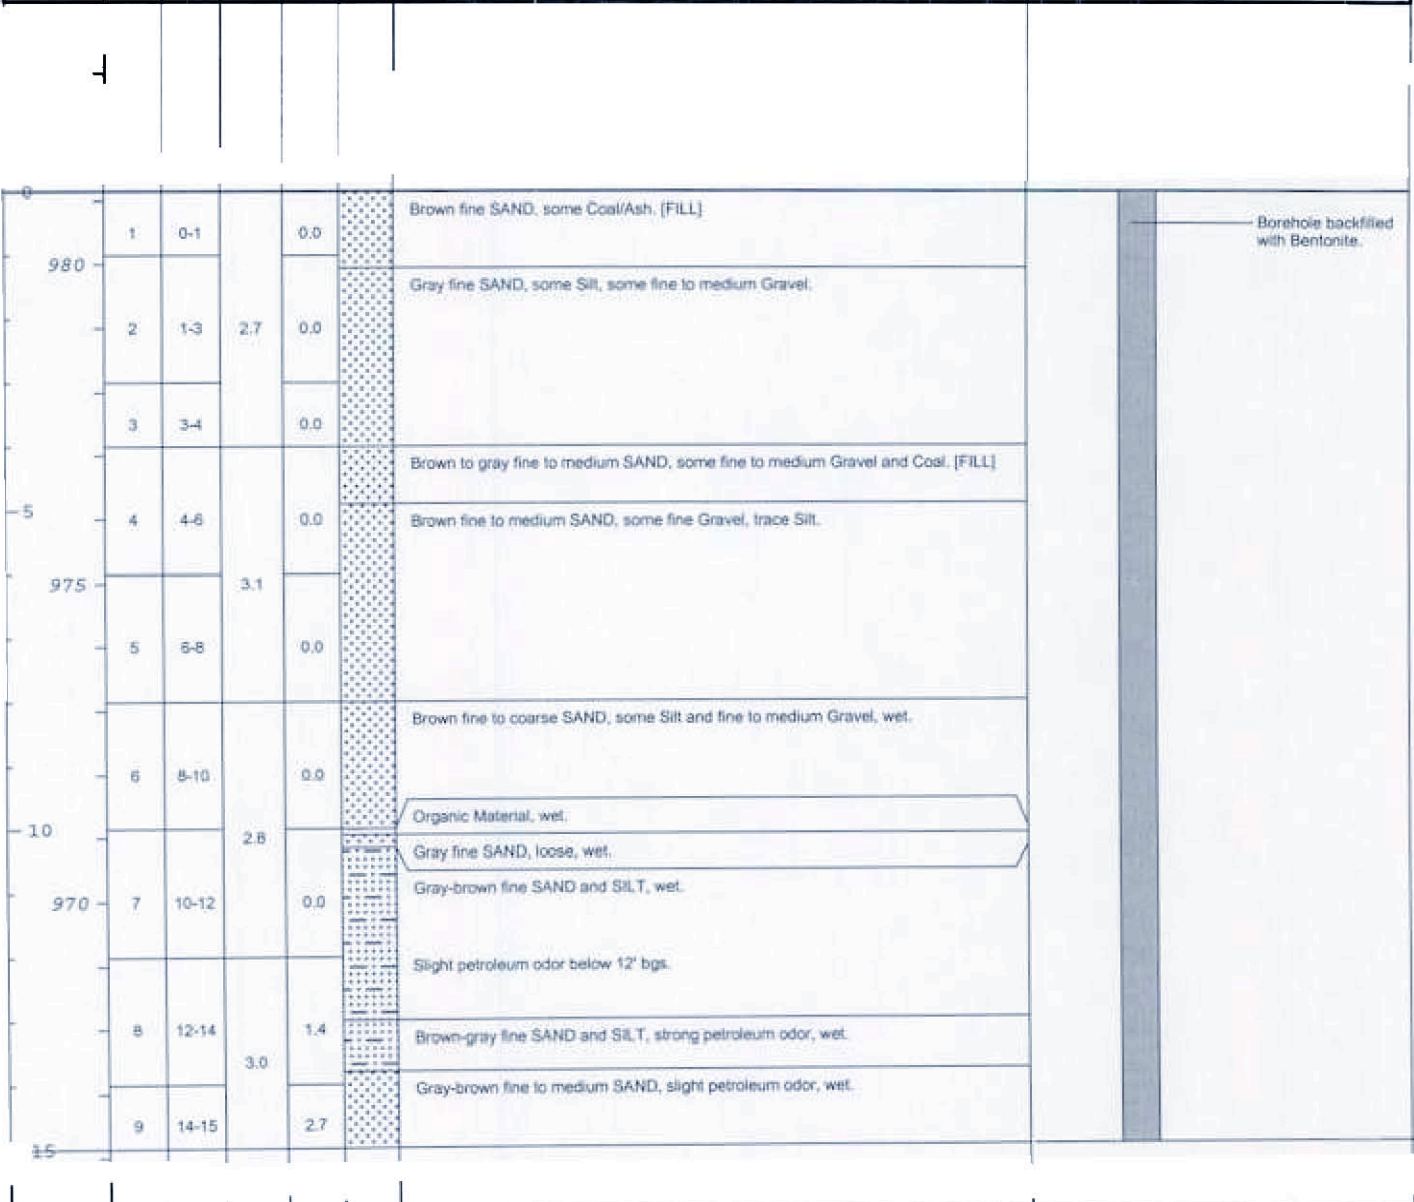 0
1 0-1 0.0 Brown fine SAND, some Coal/Ash. [FILL]
Borehole backfilled
with Bentonite.
980
Gray fine SAND, some Silt, some fine to medium Gravel.
2 1-3 2.7 0.0
3 3-4 0.0
Brown to gray fine to medium SAND, some fine to medium Gravel and Coal. [FILL]
5
4 4-6 0.0 Brown fine to medium SAND, some fine Gravel, trace Silt.
975 3.1
5 6-8 0.0
Brown fine to coarse SAND, some Silt and fine to medium Gravel, wet.
6 8-10 0.0
Organic Material, wet.
10 2.8
Gray fine SAND, loose, wet.
Gray-brown fine SAND and SILT, wet.
970 7 10-12 0.0
Slight petroleum odor below 12' bgs.
8 12-14 1.4 Brown-gray fine SAND and SILT, strong petroleum odor, wet.
3.0
Gray-brown fine to medium SAND, slight petroleum odor, wet.
9 14-15 2.7
15